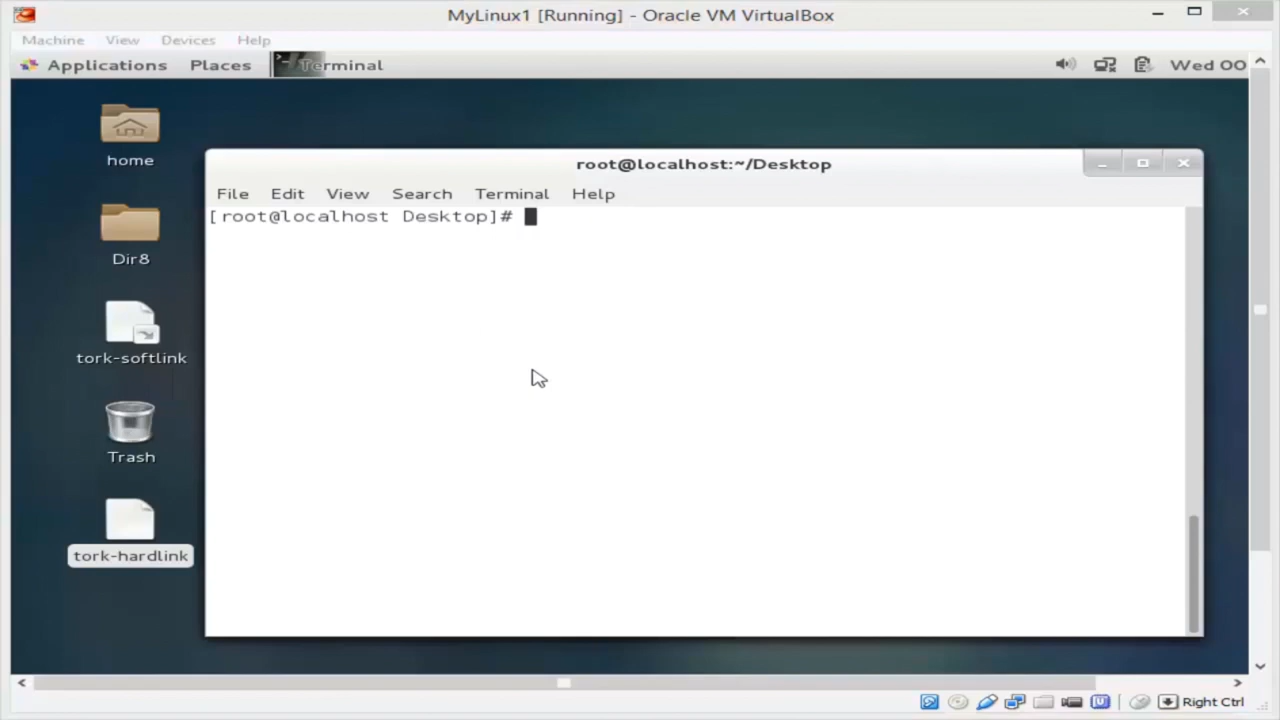 MyLinux1 [Running] - Oracle VM VirtualBox
Machine View Devices Help
Applications Places Terminal Wed 00
home
root@localhost:~/Desktop
File Edit View Search Terminal Help
[root@localhost Desktop]#
Dir8
tork-softlink
Trash
tork-hardlink
Right Ctrl